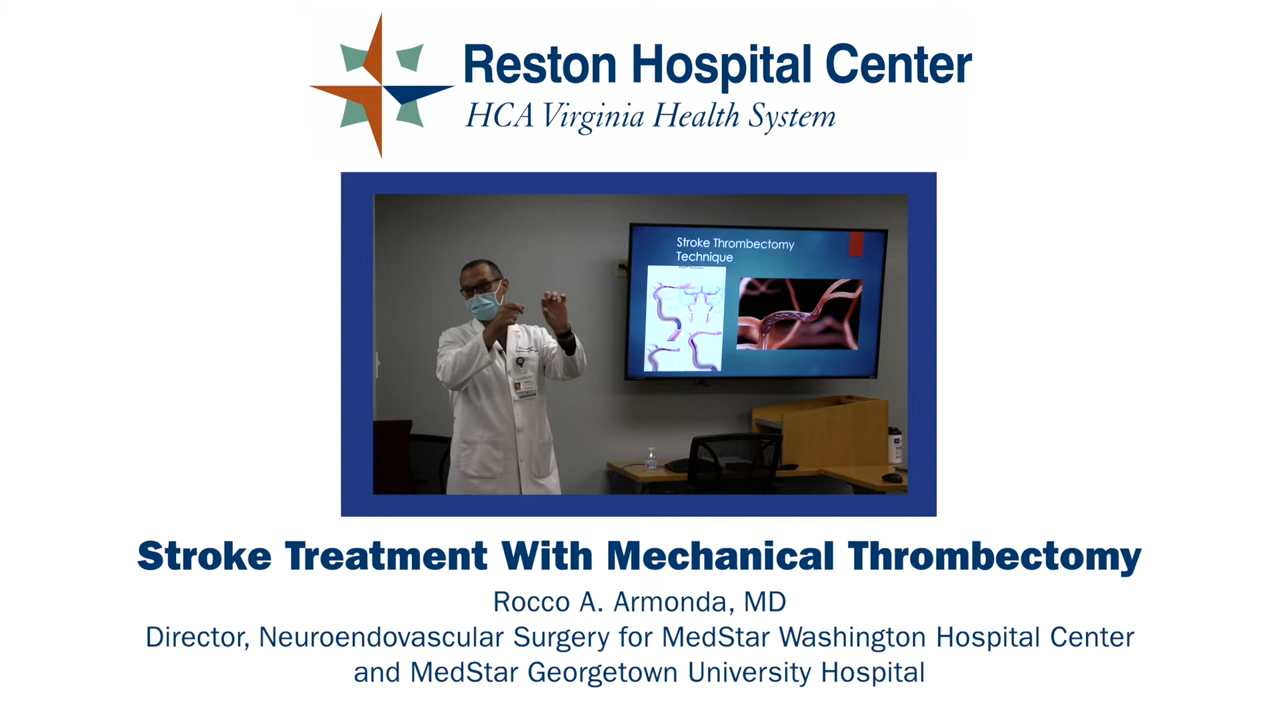 Reston Hospital Center
HCA Virginia Health System
Stroke Thrombectomy
Technique
Stroke Treatment With Mechanical Thrombectomy
Rocco A. Armonda, MD
Director, Neuroendovascular Surgery for MedStar Washington Hospital Center
and MedStar Georgetown University Hospital